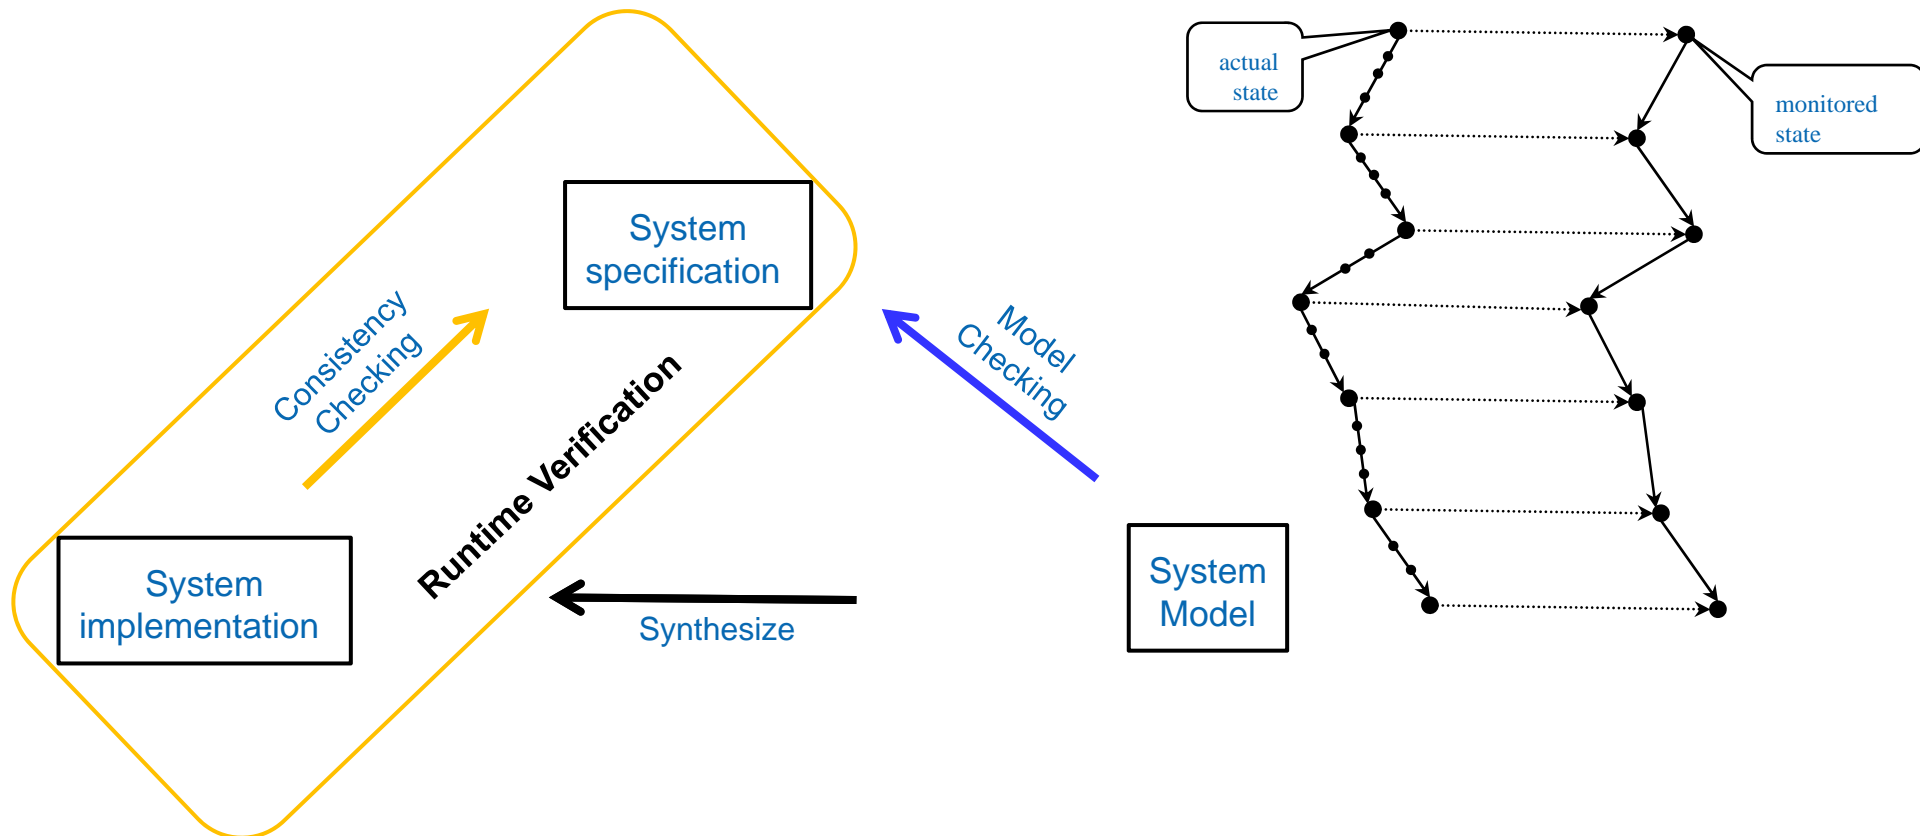 System
specification
Consistency
Checking
Runtime Verification
System
implementation
Synthesize
Model
Checking
System
Model
actual
state
monitored
state